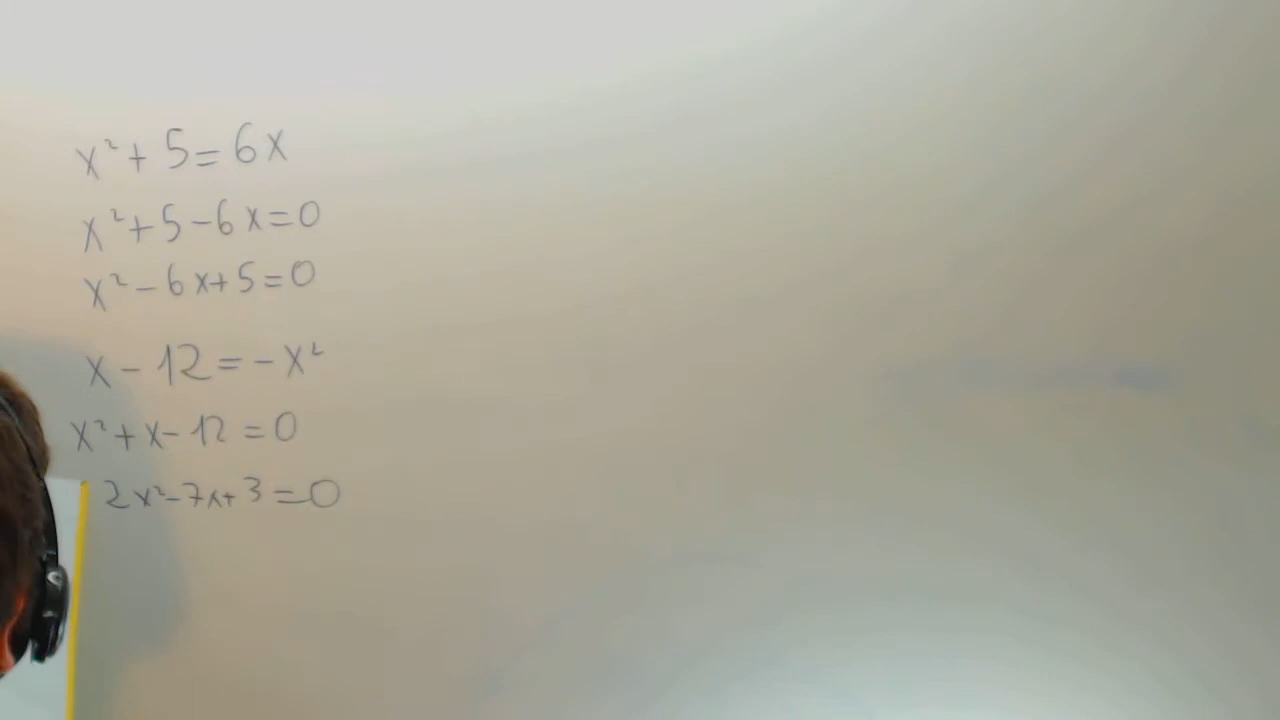 x² + 5 = 6x
x² + 5 - 6x = 0
x² - 6x + 5 = 0
x - 12 = - x²
x² + x - 12 = 0
2x² - 7x + 3 = 0